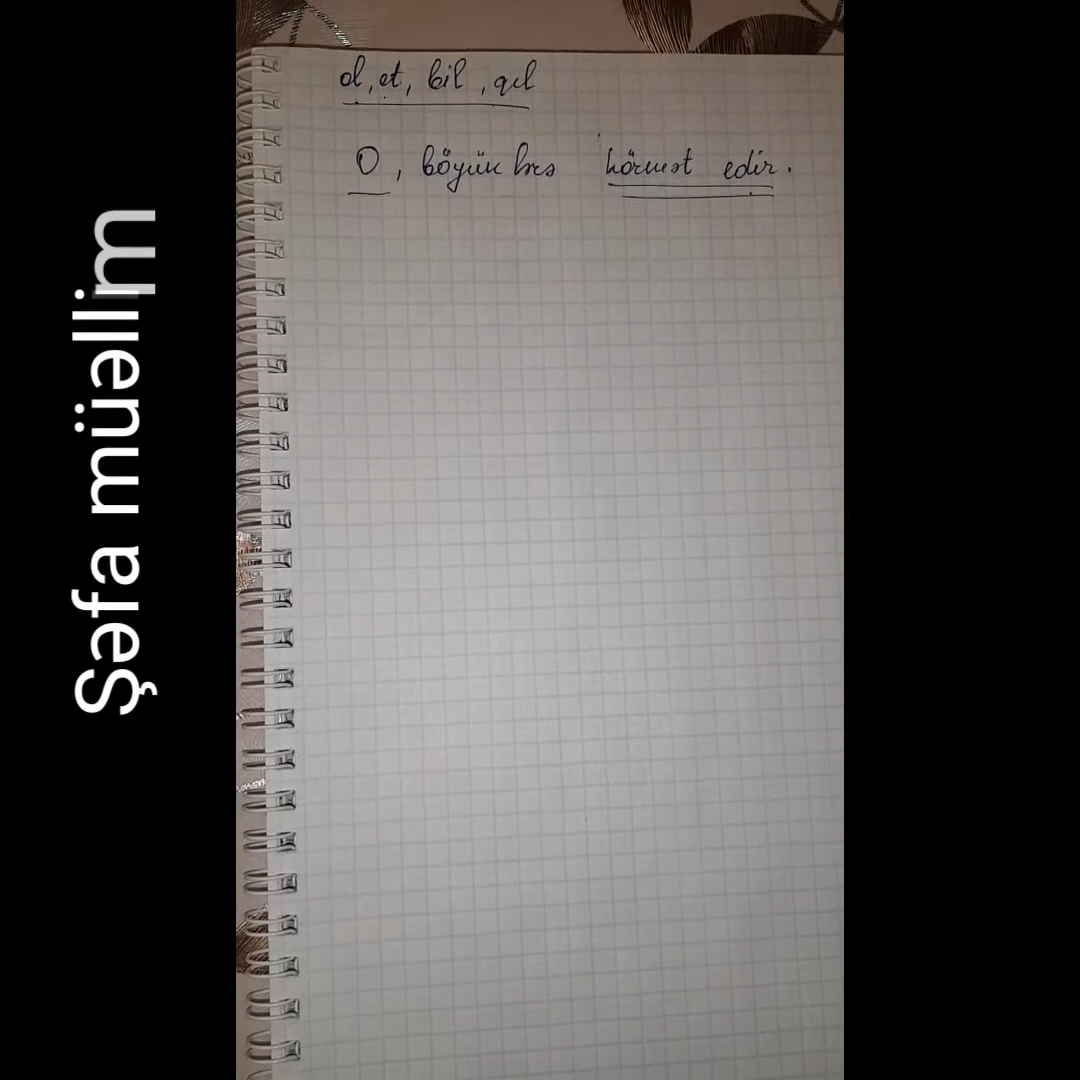 ol, et, bil, qıl
O, böyüklərə hörmət edir.
Şəfa müəllim